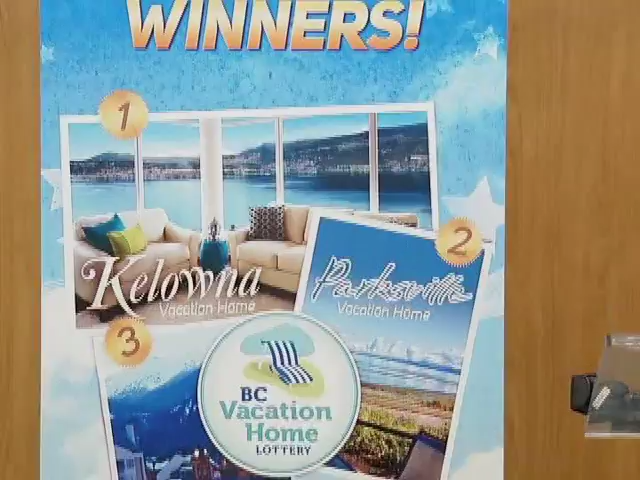 WINNERS!
1
Kelowna
Vacation Home
2
Parksville
Vacation Home
3
BC
Vacation
Home
LOTTERY